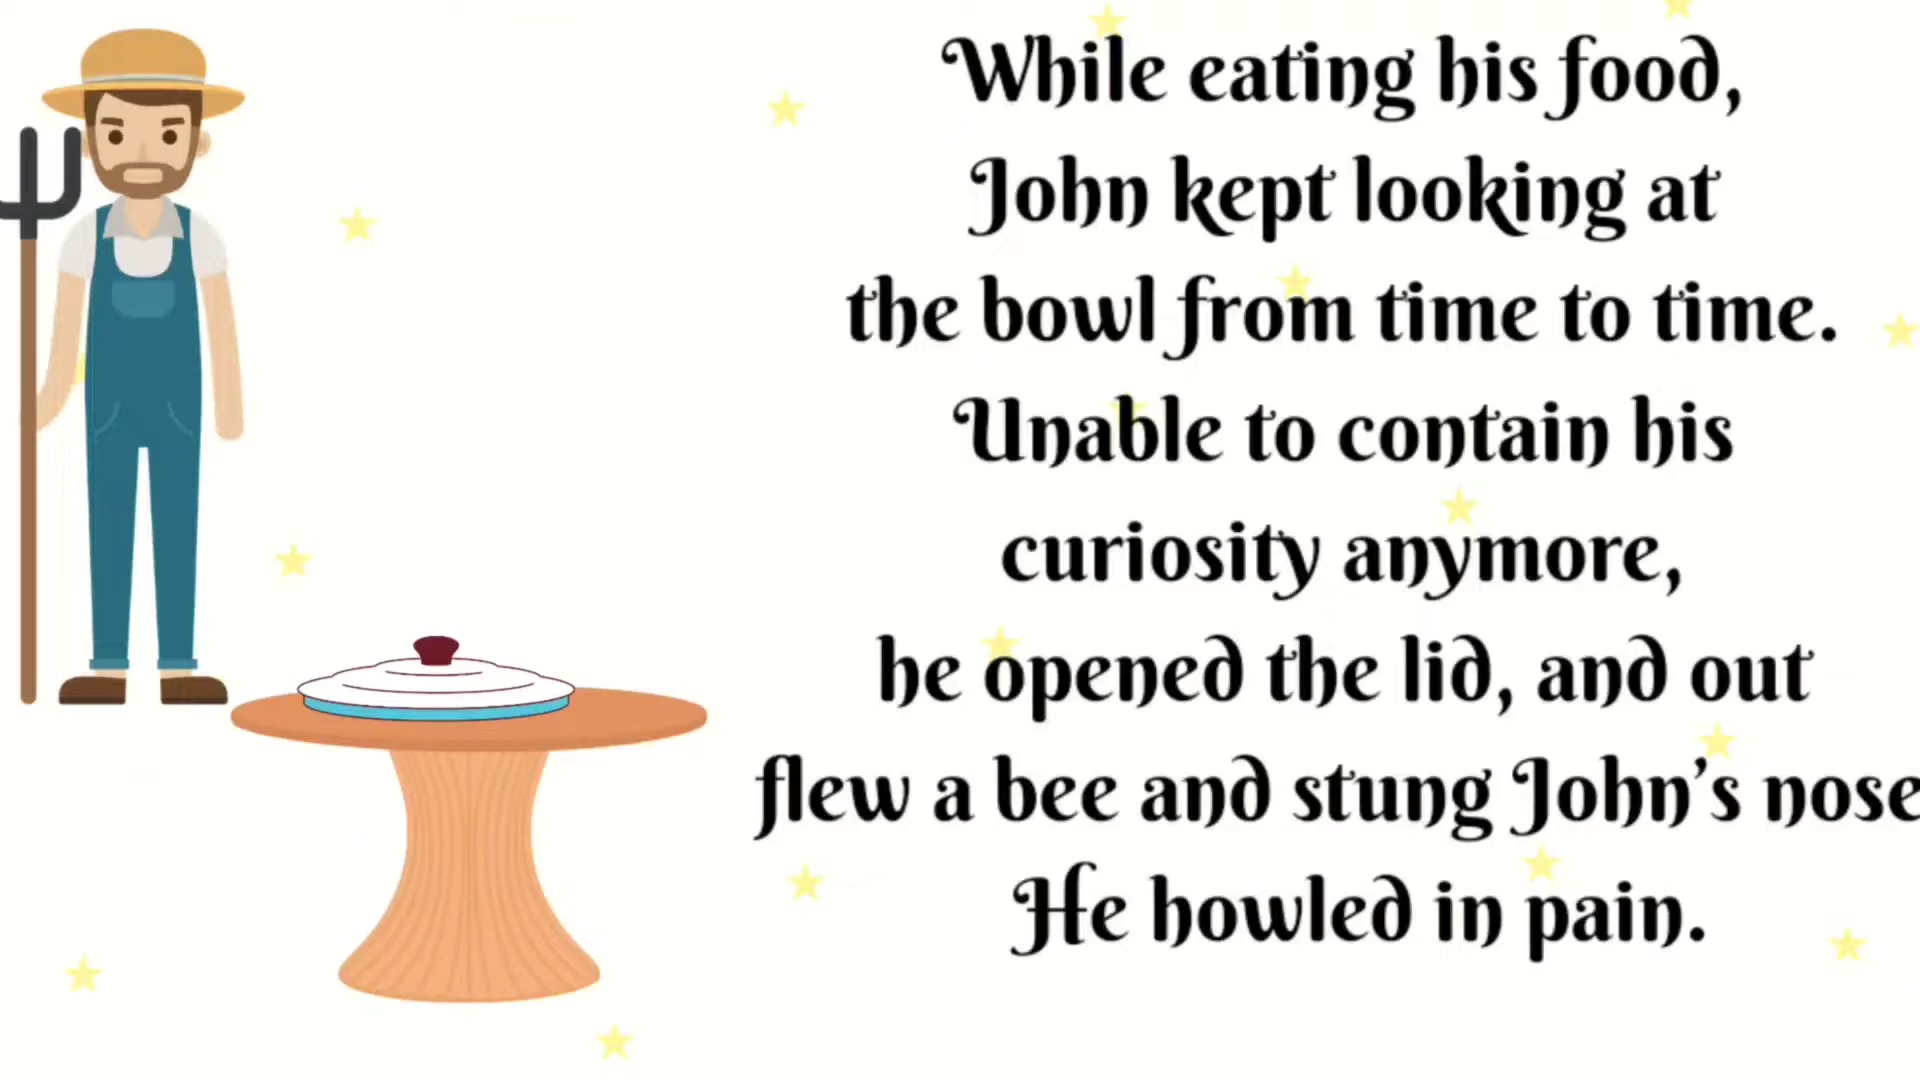 While eating his food,
John kept looking at
the bowl from time to time.
Unable to contain his
curiosity anymore,
he opened the lid, and out
flew a bee and stung John's nose
He howled in pain.